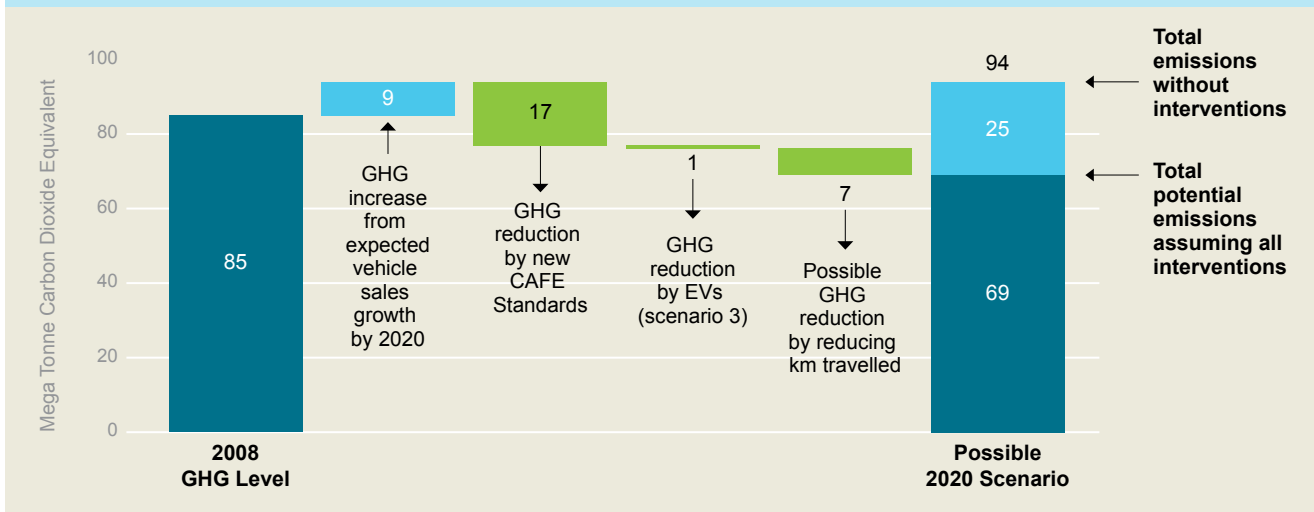 Mega Tonne Carbon Dioxide Equivalent
100
80
60
40
20
0
85
2008
GHG Level
9
GHG
increase
from
expected
vehicle
sales
growth
by 2020
17
GHG
reduction
by new
CAFE
Standards
1
GHG
reduction
by EVs
(scenario 3)
7
Possible
GHG
reduction
by reducing
km travelled
94
25
69
Possible
2020 Scenario
Total
emissions
without
interventions
Total
potential
emissions
assuming all
interventions